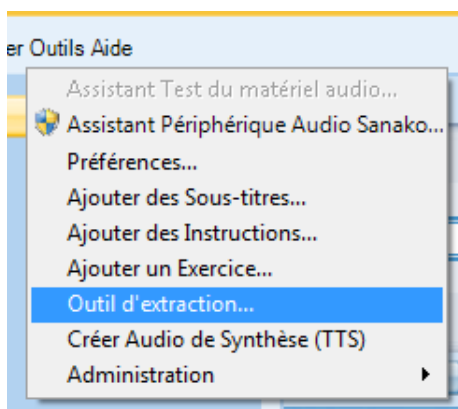 er Outils Aide
Assistant Test du matériel audio...
Assistant Périphérique Audio Sanako...
Préférences...
Ajouter des Sous-titres...
Ajouter des Instructions...
Ajouter un Exercice...
Outil d'extraction...
Créer Audio de Synthèse (TTS)
Administration